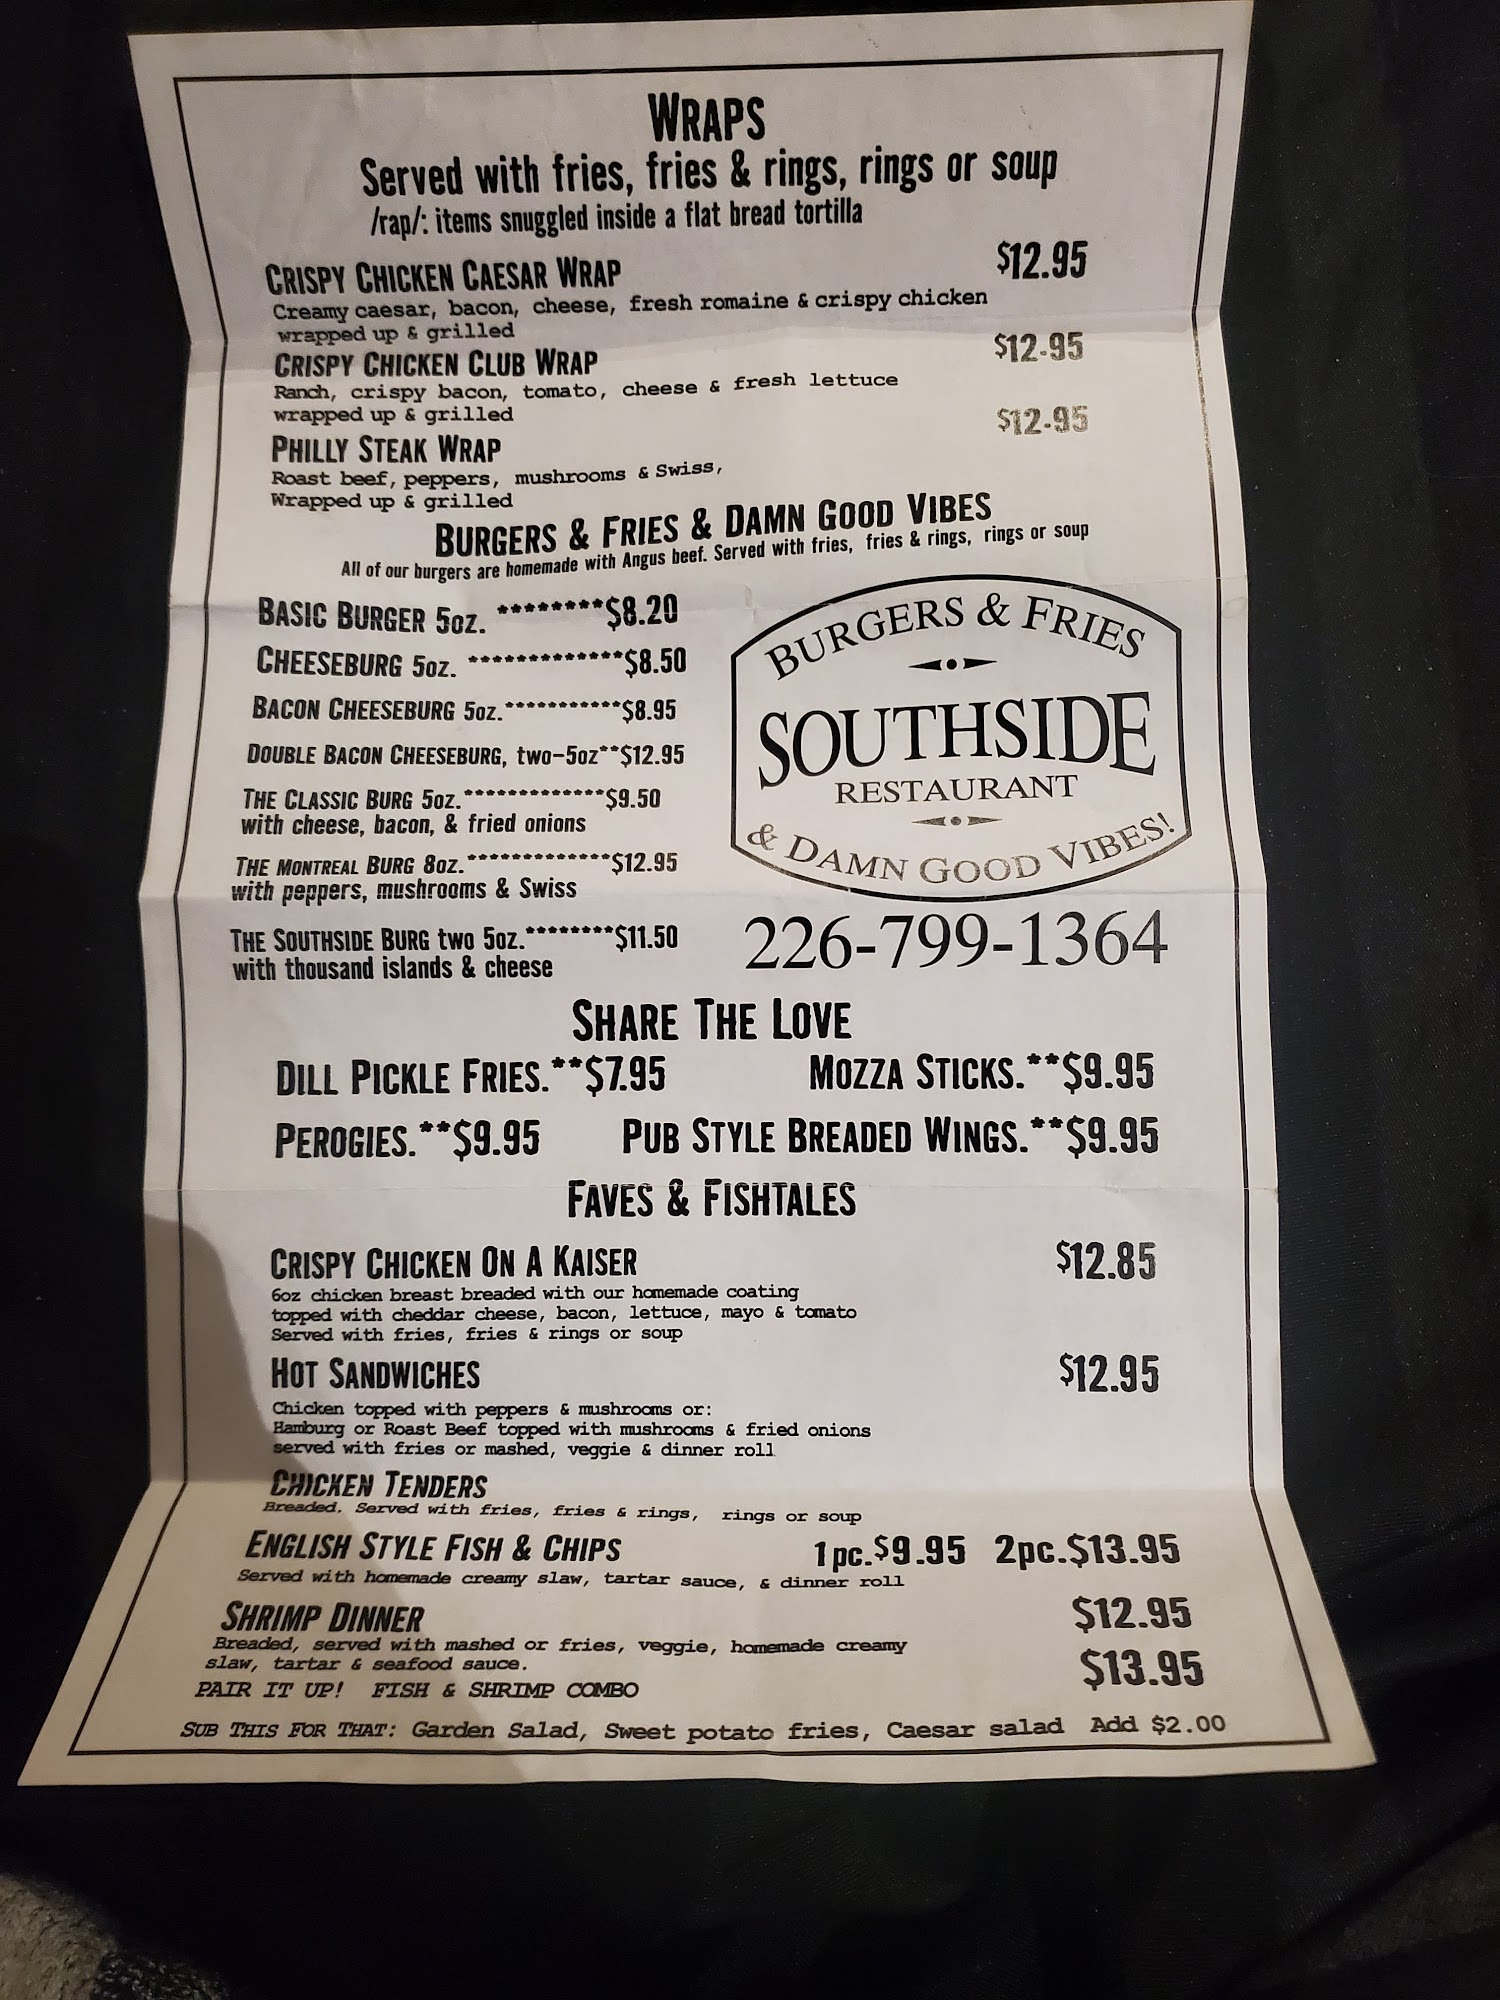 WRAPS
Served with fries, fries & rings, rings or soup
/rap/: items snuggled inside a flat bread tortilla
CRISPY CHICKEN CAESAR WRAP $12.95
Creamy caesar, bacon, cheese, fresh romaine & crispy chicken
wrapped up & grilled
CRISPY CHICKEN CLUB WRAP $12.95
Ranch, crispy bacon, tomato, cheese & fresh lettuce
wrapped up & grilled
PHILLY STEAK WRAP $12.95
Roast beef, peppers, mushrooms & Swiss,
Wrapped up & grilled
BURGERS & FRIES & DAMN GOOD VIBES
All of our burgers are homemade with Angus beef. Served with fries, fries & rings, rings or soup
BASIC BURGER 5oz. ********$8.20
CHEESEBURG 5oz. *************$8.50
BACON CHEESEBURG 5oz.***********$8.95
DOUBLE BACON CHEESEBURG, two-5oz**$12.95
THE CLASSIC BURG 5oz.*************$9.50
with cheese, bacon, & fried onions
THE MONTREAL BURG 8oz.*************$12.95
with peppers, mushrooms & Swiss
THE SOUTHSIDE BURG two 5oz.********$11.50
with thousand islands & cheese
BURGERS & FRIES
SOUTHSIDE
RESTAURANT
& DAMN GOOD VIBES!
226-799-1364
SHARE THE LOVE
DILL PICKLE FRIES.**$7.95 MOZZA STICKS.**$9.95
PEROGIES.**$9.95 PUB STYLE BREADED WINGS.**$9.95
FAVES & FISHTALES
CRISPY CHICKEN ON A KAISER $12.85
6oz chicken breast breaded with our homemade coating
topped with cheddar cheese, bacon, lettuce, mayo & tomato
Served with fries, fries & rings or soup
HOT SANDWICHES $12.95
Chicken topped with peppers & mushrooms or:
Hamburg or Roast Beef topped with mushrooms & fried onions
served with fries or mashed, veggie & dinner roll
CHICKEN TENDERS
Breaded. Served with fries, fries & rings, rings or soup
ENGLISH STYLE FISH & CHIPS 1pc.$9.95 2pc.$13.95
Served with homemade creamy slaw, tartar sauce, & dinner roll
SHRIMP DINNER $12.95
Breaded, served with mashed or fries, veggie, homemade creamy
slaw, tartar & seafood sauce.
PAIR IT UP! FISH & SHRIMP COMBO $13.95
SUB THIS FOR THAT: Garden Salad, Sweet potato fries, Caesar salad Add $2.00